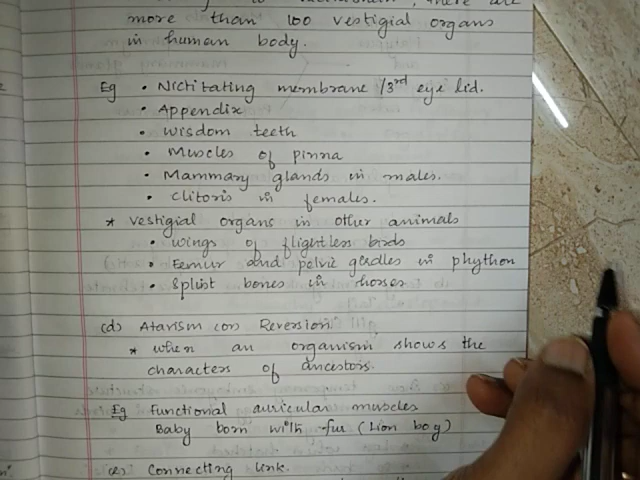 there are
more than 100 vestigial organs
in human body.
Eg • Nictitating membrane /3rd eye lid.
• Appendix
• wisdom teeth
• Muscles of pinna
• Mammary glands in males.
• Clitoris in females.
* Vestigial organs in other animals
• wings of flightless birds
• Femur and pelvic girdles in phython
• Splint bones in horses
(d) Atavism (or) Reversion.
* when an organism shows the
characters of ancestors.
Eg functional auricular muscles
Baby born with fur (Lion boy)
(e) Connecting link.